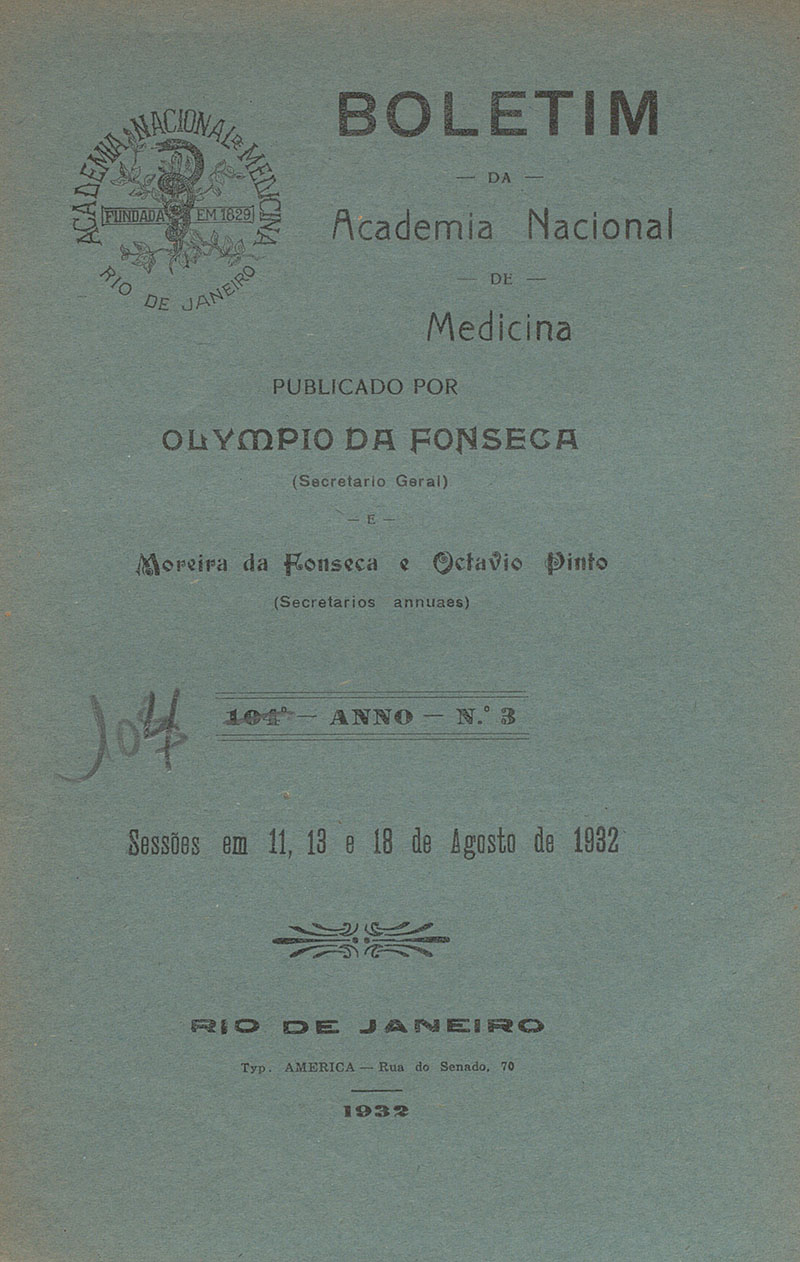 ACADEMIA NACIONAL DE MEDICINA
FUNDADA EM 1829
RIO DE JANEIRO
BOLETIM
— DA —
Academia Nacional
— DE —
Medicina
PUBLICADO POR
OLYMPIO DA FONSECA
(Secretario Geral)
— E —
Moreira da Fonseca e Octavio Pinto
(Secretarios annuaes)
104
104º — ANNO — N.º 3
Sessões em 11, 13 e 18 de Agosto de 1932
RIO DE JANEIRO
Typ. AMERICA — Rua do Senado, 70
1932